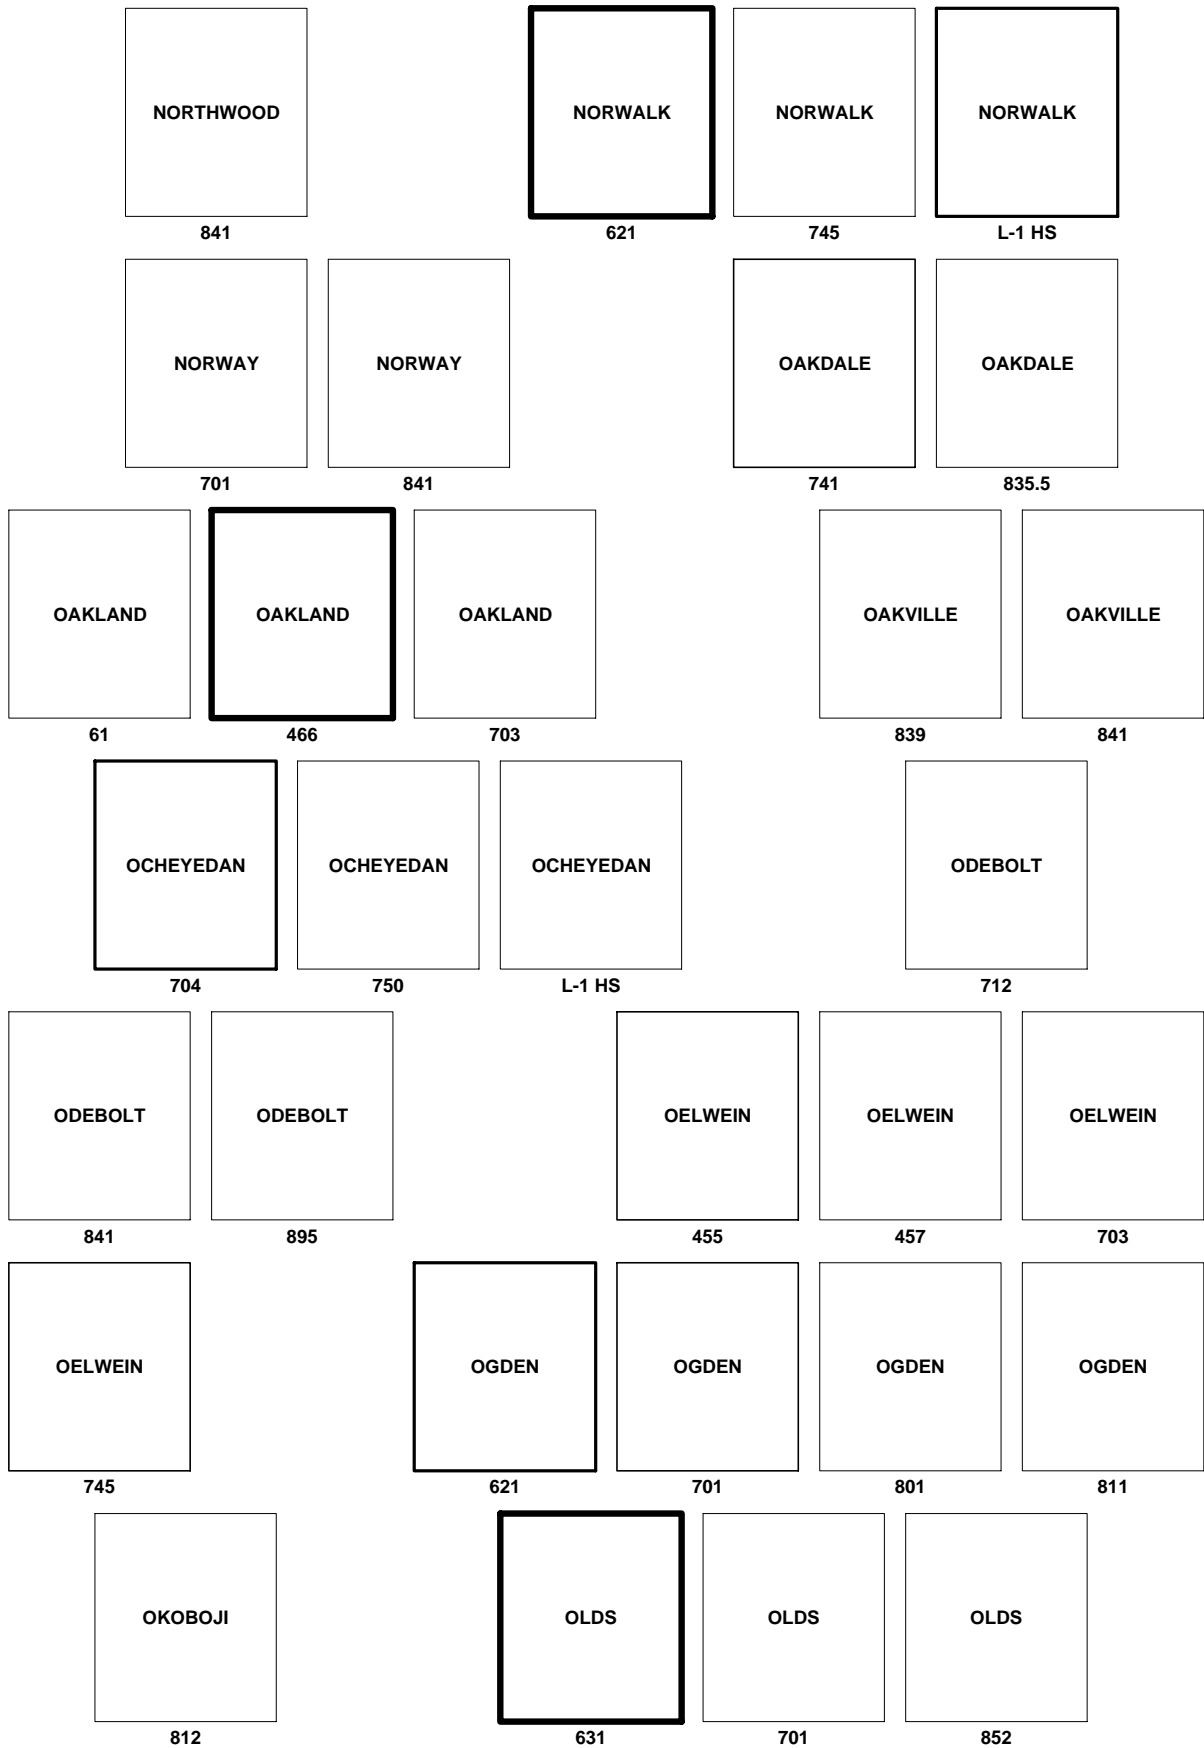 NORTHWOOD NORWALK NORWALK NORWALK
841 621 745 L-1 HS
NORWAY NORWAY OAKDALE OAKDALE
701 841 741 835.5
OAKLAND OAKLAND OAKLAND OAKVILLE OAKVILLE
61 466 703 839 841
OCHEYEDAN OCHEYEDAN OCHEYEDAN ODEBOLT
704 750 L-1 HS 712
ODEBOLT ODEBOLT OELWEIN OELWEIN OELWEIN
841 895 455 457 703
OELWEIN OGDEN OGDEN OGDEN OGDEN
745 621 701 801 811
OKOBOJI OLDS OLDS OLDS
812 631 701 852